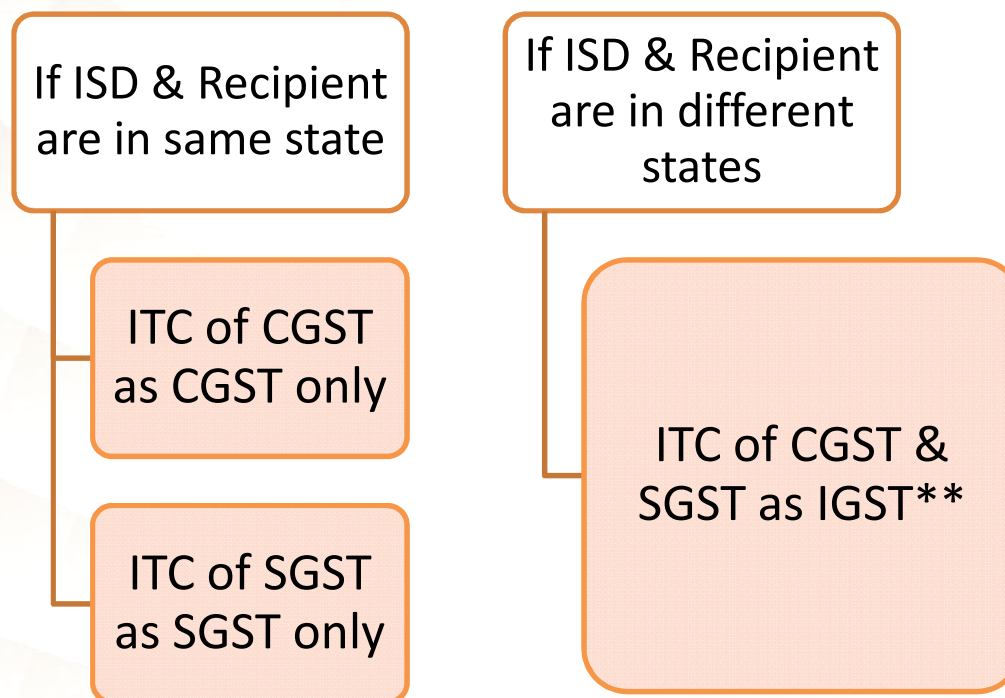 If ISD & Recipient
are in same state
ITC of CGST
as CGST only
ITC of SGST
as SGST only
If ISD & Recipient
are in different
states
ITC of CGST &
SGST as IGST**